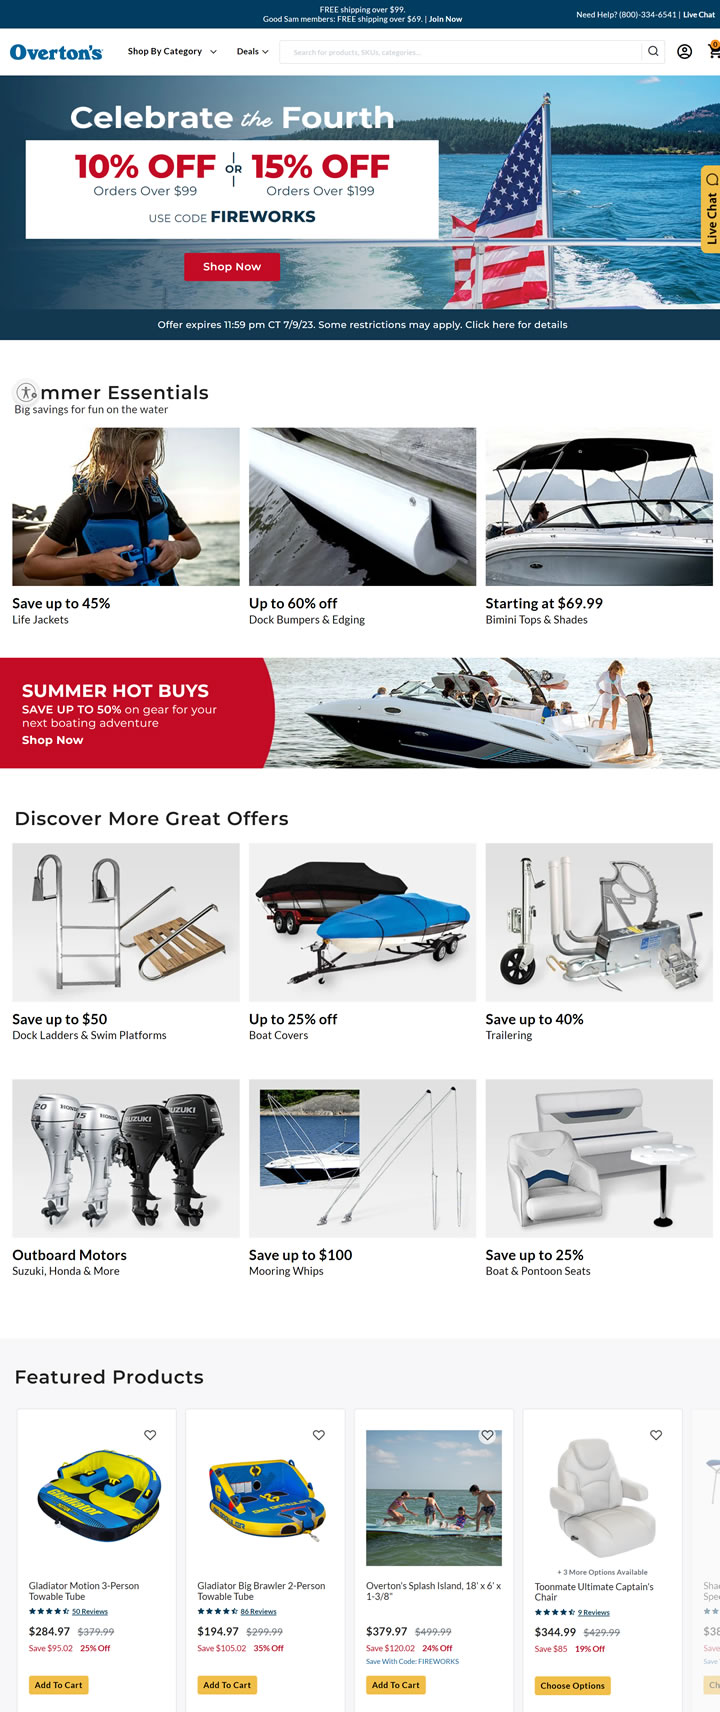 FREE shipping over $99.
Good Sam members: FREE shipping over $69. | Join Now
Need Help? (800)-334-6541 | Live Chat
Overton's
Shop By Category
Deals
Search for products, SKUs, categories...
0
Celebrate the Fourth
10% OFF OR 15% OFF
Orders Over $99 Orders Over $199
USE CODE FIREWORKS
Shop Now
Live Chat
Offer expires 11:59 pm CT 7/9/23. Some restrictions may apply. Click here for details
mmer Essentials
Big savings for fun on the water
Save up to 45%
Life Jackets
Up to 60% off
Dock Bumpers & Edging
Starting at $69.99
Bimini Tops & Shades
SUMMER HOT BUYS
SAVE UP TO 50% on gear for your
next boating adventure
Shop Now
Discover More Great Offers
Save up to $50
Dock Ladders & Swim Platforms
Up to 25% off
Boat Covers
Save up to 40%
Trailering
20 HONDA 15 SUZUKI SUZUKI
Outboard Motors
Suzuki, Honda & More
Save up to $100
Mooring Whips
Save up to 25%
Boat & Pontoon Seats
Featured Products
Gladiator
Gladiator Motion 3-Person
Towable Tube
50 Reviews
$284.97 $379.99
Save $95.02 25% Off
Add To Cart
BIG BRAWLER
Gladiator Big Brawler 2-Person
Towable Tube
86 Reviews
$194.97 $299.99
Save $105.02 35% Off
Add To Cart
Overton's Splash Island, 18' x 6' x
1-3/8"
$379.97 $499.99
Save $120.02 24% Off
Save With Code: FIREWORKS
Add To Cart
+ 3 More Options Available
Toonmate Ultimate Captain's
Chair
9 Reviews
$344.99 $429.99
Save $85 19% Off
Choose Options
Sha
Spe
$38
Save
Save
Ch